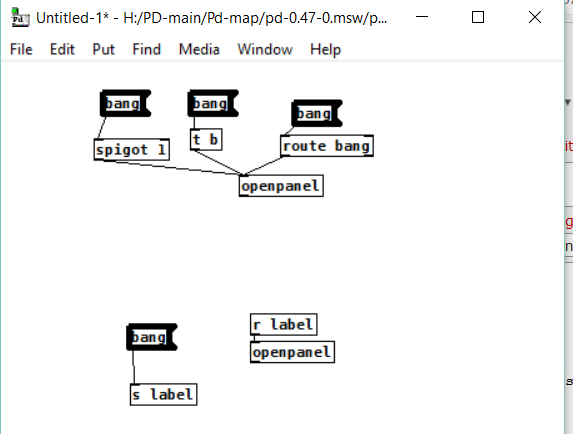 Untitled-1* - H:/PD-main/Pd-map/pd-0.47-0.msw/p...
File Edit Put Find Media Window Help
bang bang bang
spigot 1 t b route bang
openpanel
r label
bang openpanel
s label